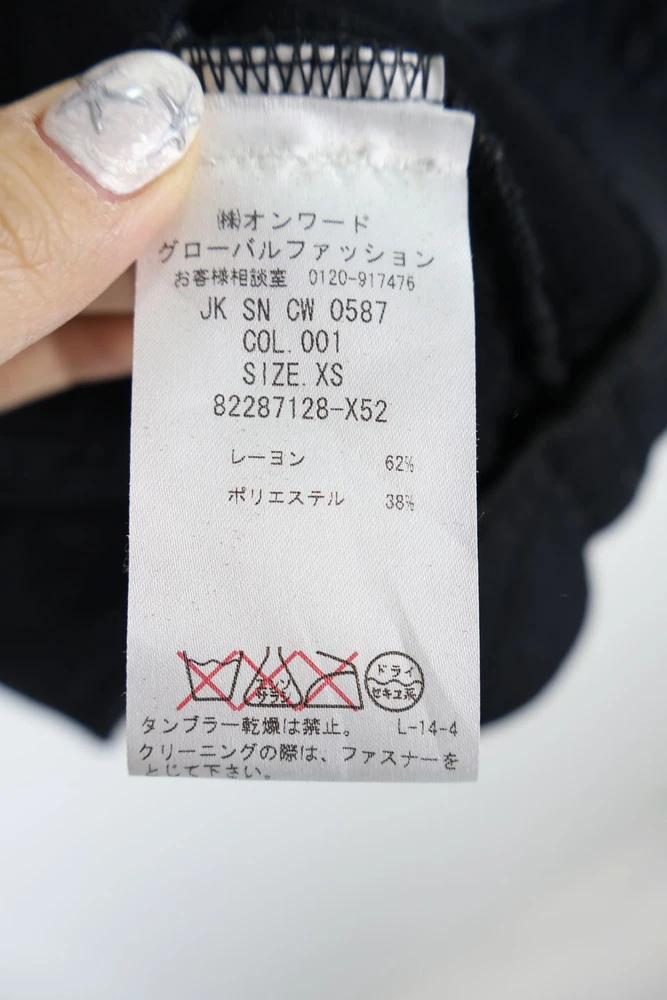 ㈱オンワード
グローバルファッション
お客様相談室 0120-917476
JK SN CW 0587
COL.001
SIZE.XS
82287128-X52
レーヨン 62%
ポリエステル 38%
エンソ
サラシ
ドライ
セキユ系
タンブラー乾燥は禁止。 L-14-4
クリーニングの際は、ファスナーを
とじて下さい。